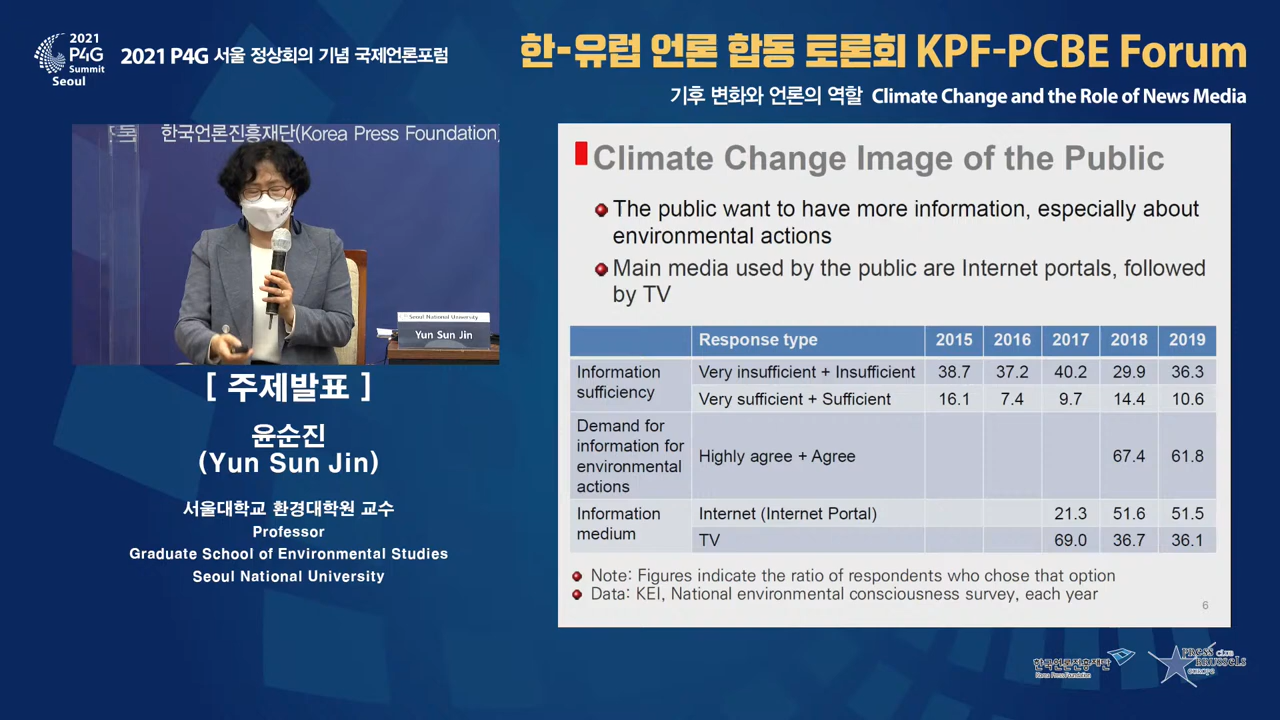 2021
P4G
Summit
Seoul
2021 P4G 서울 정상회의 기념 국제언론포럼
한-유럽 언론 합동 토론회 KPF-PCBE Forum
기후 변화와 언론의 역할 Climate Change and the Role of News Media
한국언론진흥재단(Korea Press Foundation,
Seoul National University
Yun Sun Jin
[ 주제발표 ]
윤순진
(Yun Sun Jin)
서울대학교 환경대학원 교수
Professor
Graduate School of Environmental Studies
Seoul National University
Climate Change Image of the Public
The public want to have more information, especially about
environmental actions
Main media used by the public are Internet portals, followed
by TV
Response type 2015 2016 2017 2018 2019
Information
sufficiency
Very insufficient + Insufficient 38.7 37.2 40.2 29.9 36.3
Very sufficient + Sufficient 16.1 7.4 9.7 14.4 10.6
Demand for
information for
environmental
actions
Highly agree + Agree 67.4 61.8
Information
medium
Internet (Internet Portal) 21.3 51.6 51.5
TV 69.0 36.7 36.1
Note: Figures indicate the ratio of respondents who chose that option
Data: KEI, National environmental consciousness survey, each year
6
한국언론진흥재단
Korea Press Foundation
PRESS club
BRUSSELS
europe